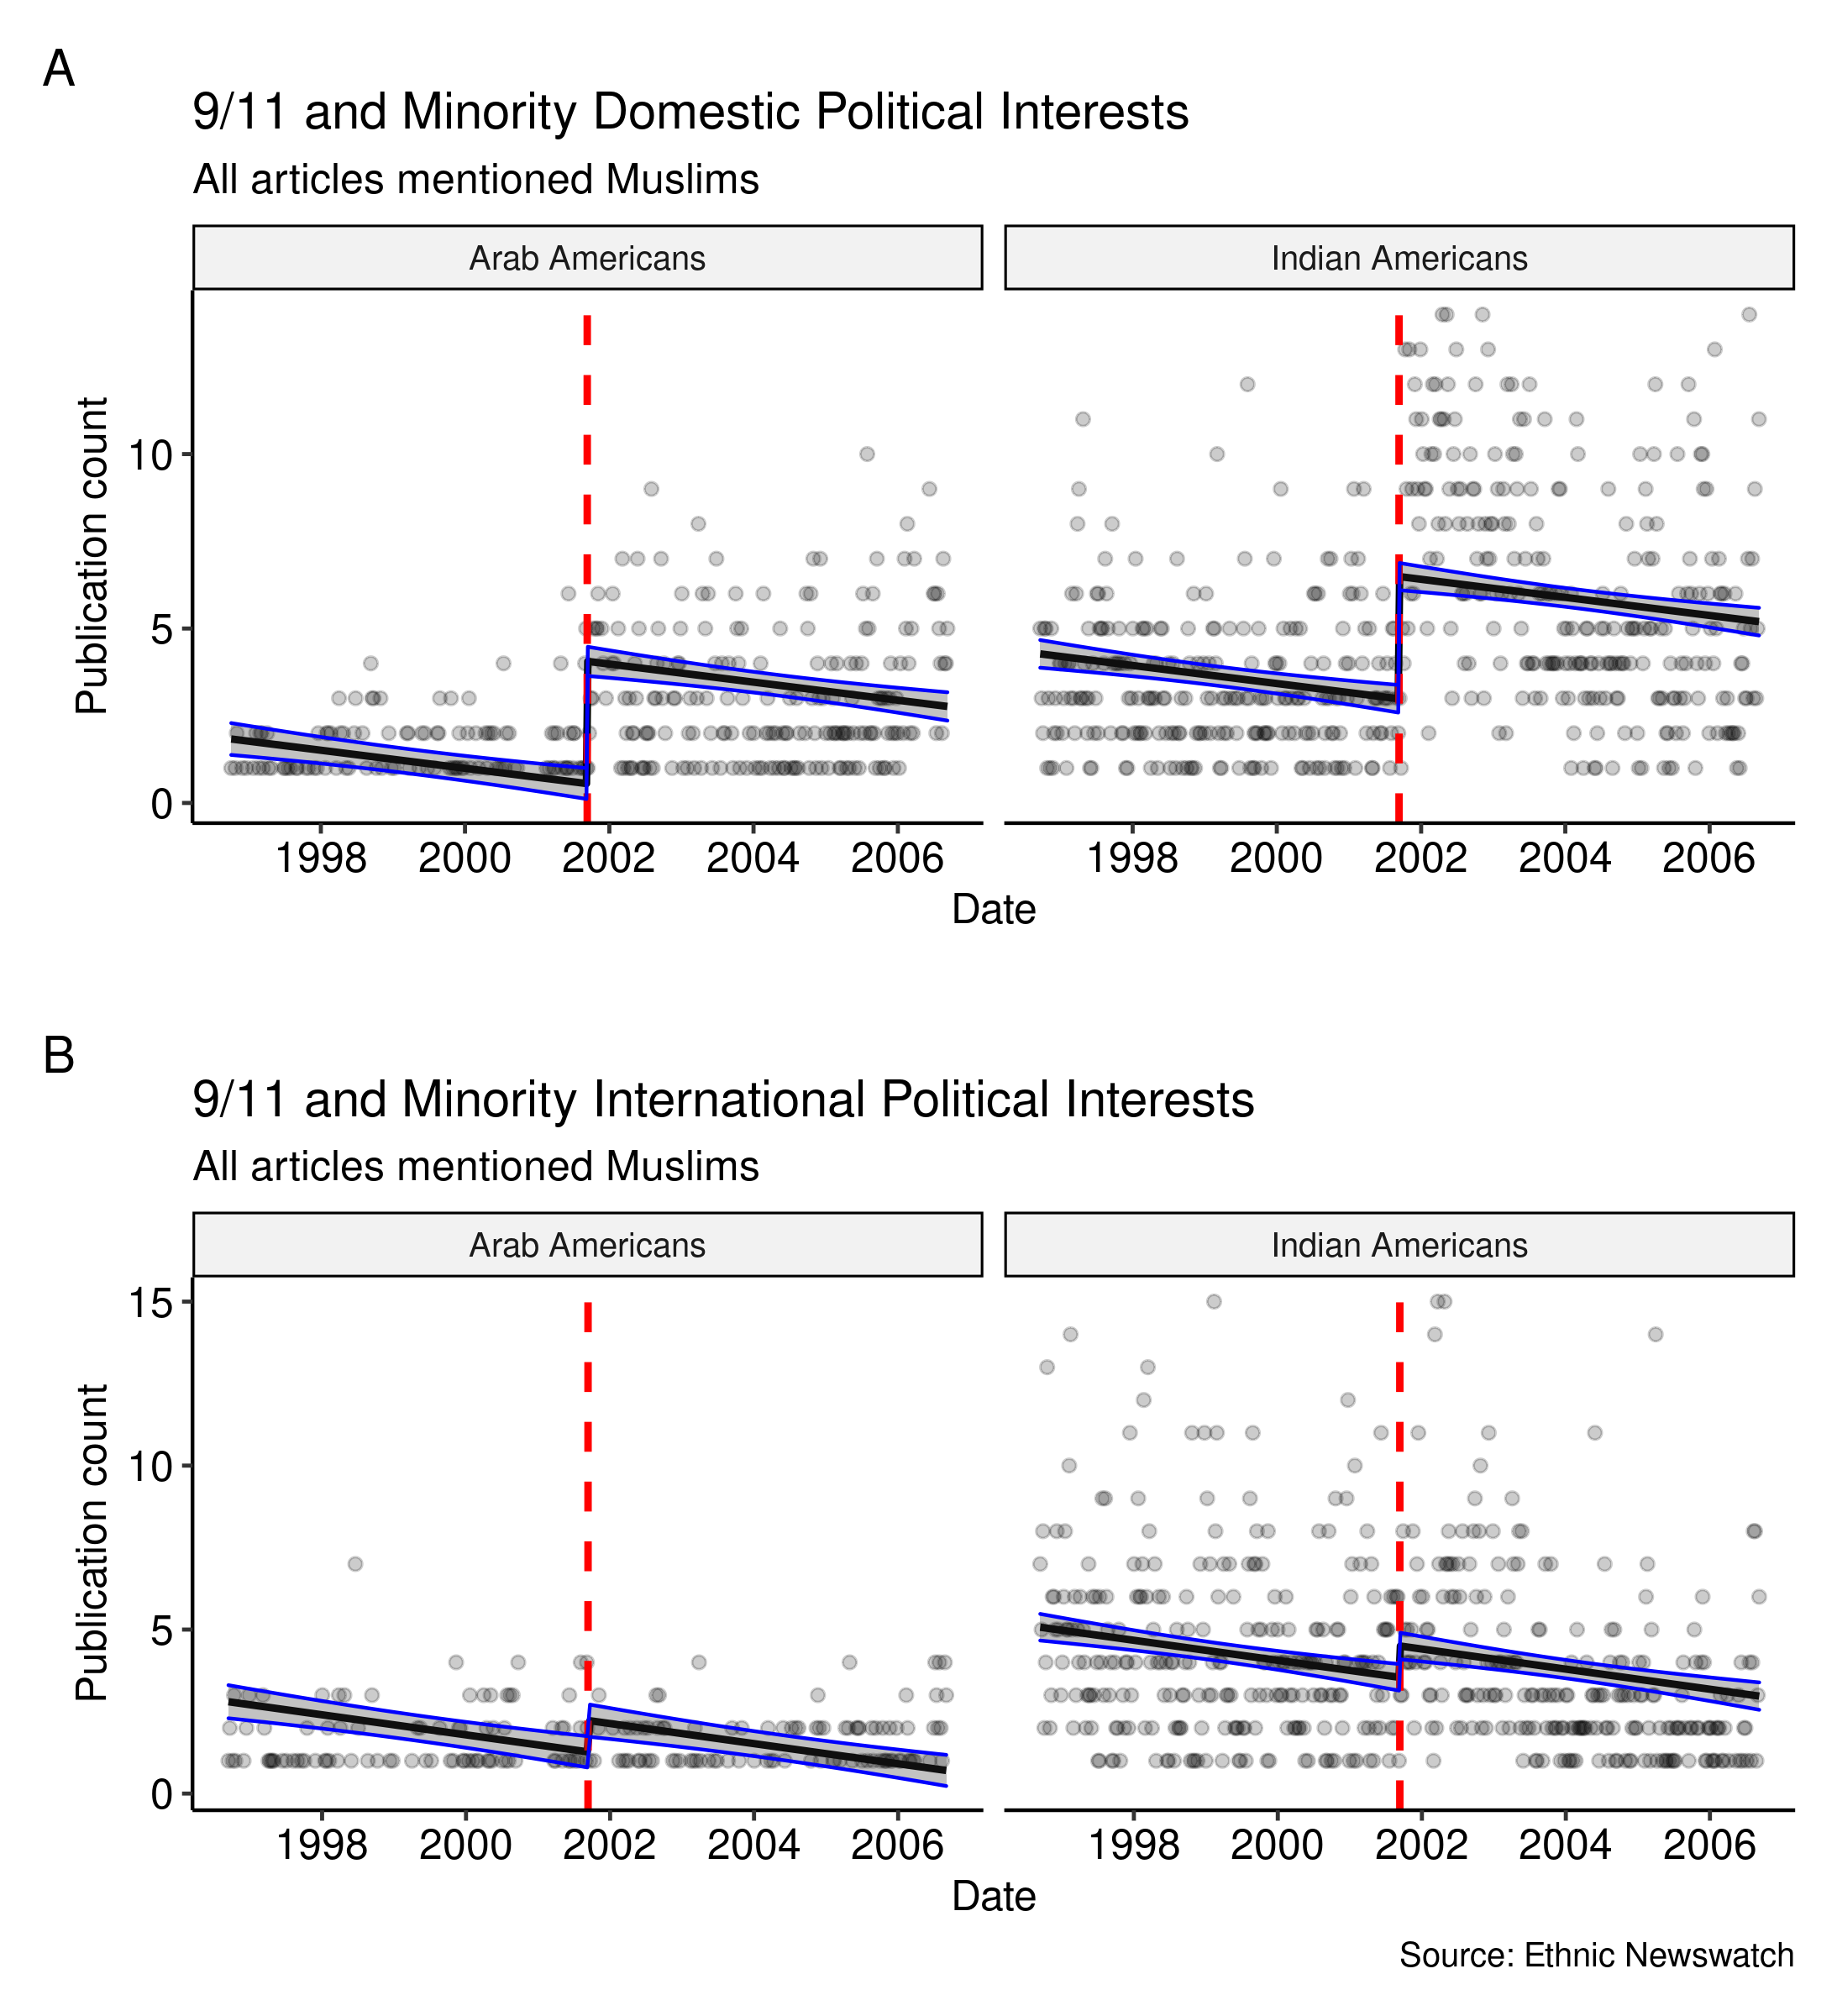 A
9/11 and Minority Domestic Political Interests
All articles mentioned Muslims
Arab Americans
Indian Americans
Publication count
10
5
0
1998 2000 2002 2004 2006
1998 2000 2002 2004 2006
Date
B
9/11 and Minority International Political Interests
All articles mentioned Muslims
Arab Americans
Indian Americans
Publication count
15
10
5
0
1998 2000 2002 2004 2006
1998 2000 2002 2004 2006
Date
Source: Ethnic Newswatch